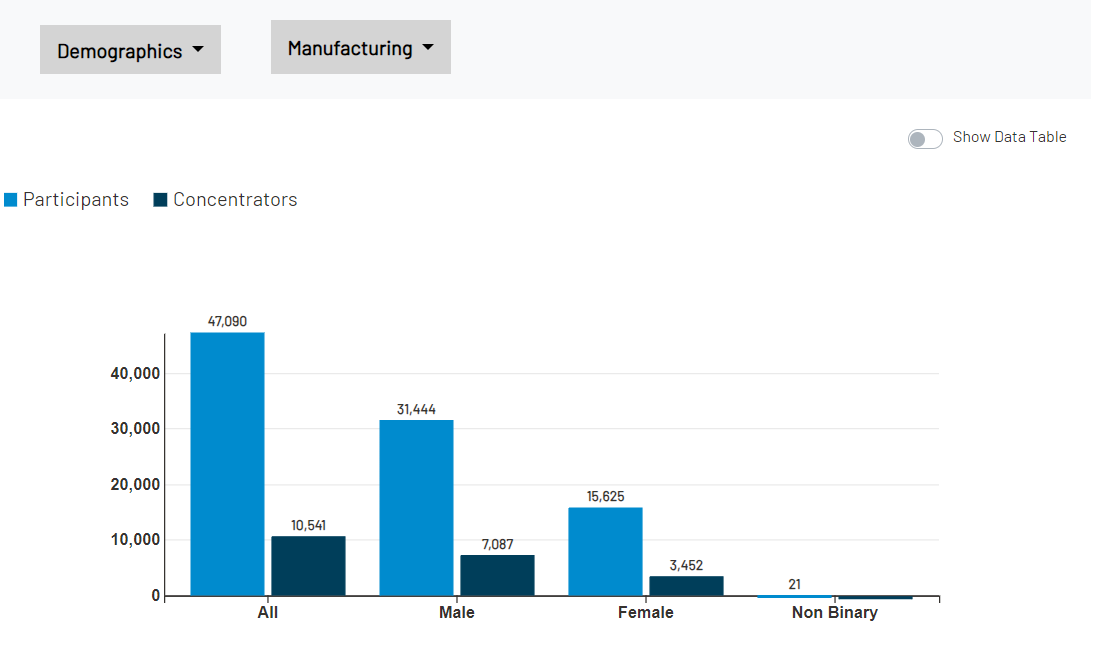 Demographics
Manufacturing
Show Data Table
Participants
Concentrators
47,090
40,000
31,444
30,000
20,000
15,625
10,541
10,000
7,087
3,452
21
0
All
Male
Female
Non Binary